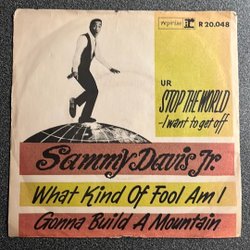 reprise r: R 20.048
UR
STOP THE WORLD
-I want to get off
Sammy Davis Jr.
What Kind Of Fool Am I
Gonna Build A Mountain